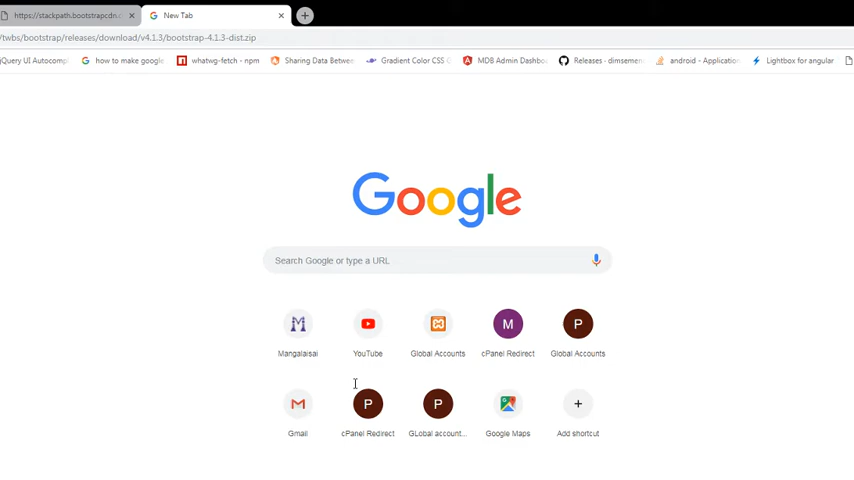 https://stackpath.bootstrapcdn.c
New Tab
/twbs/bootstrap/releases/download/v4.1.3/bootstrap-4.1.3-dist.zip
jQuery UI Autocompl
how to make google
whatwg-fetch - npm
Sharing Data Betwee
Gradient Color CSS G
MDB Admin Dashbo
Releases · dimsemen
android - Application
Lightbox for angular
Google
Search Google or type a URL
M
P
Mangalaisai
YouTube
Global Accounts
cPanel Redirect
Global Accounts
P
P
Gmail
cPanel Redirect
GLobal account...
Google Maps
Add shortcut